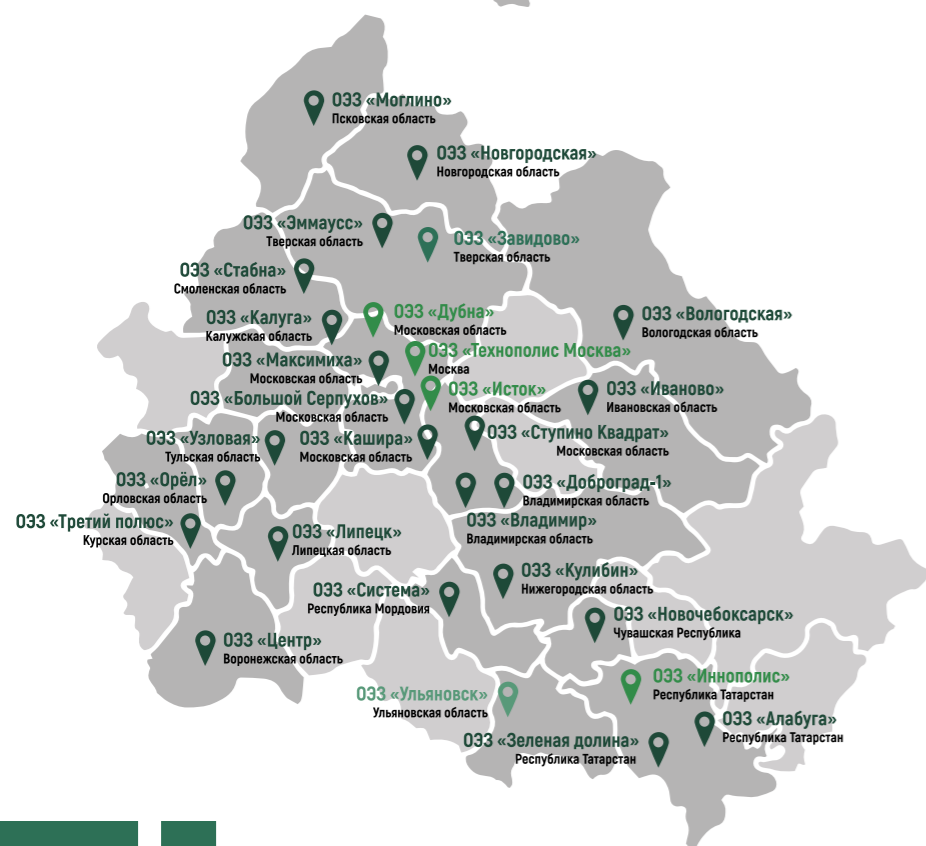 ОЭЗ «Моглино»
Псковская область
ОЭЗ «Новгородская»
Новгородская область
ОЭЗ «Эммаусс»
Тверская область
ОЭЗ «Завидово»
Тверская область
ОЭЗ «Стабна»
Смоленская область
ОЭЗ «Калуга»
Калужская область
ОЭЗ «Дубна»
Московская область
ОЭЗ «Вологодская»
Вологодская область
ОЭЗ «Максимиха»
Московская область
ОЭЗ «Технополис Москва»
Москва
ОЭЗ «Большой Серпухов»
Московская область
ОЭЗ «Исток»
Московская область
ОЭЗ «Иваново»
Ивановская область
ОЭЗ «Узловая»
Тульская область
ОЭЗ «Кашира»
Московская область
ОЭЗ «Ступино Квадрат»
Московская область
ОЭЗ «Орёл»
Орловская область
ОЭЗ «Доброград-1»
Владимирская область
ОЭЗ «Третий полюс»
Курская область
ОЭЗ «Липецк»
Липецкая область
ОЭЗ «Владимир»
Владимирская область
ОЭЗ «Система»
Республика Мордовия
ОЭЗ «Кулибин»
Нижегородская область
ОЭЗ «Новочебоксарск»
Чувашская Республика
ОЭЗ «Центр»
Воронежская область
ОЭЗ «Ульяновск»
Ульяновская область
ОЭЗ «Иннополис»
Республика Татарстан
ОЭЗ «Алабуга»
Республика Татарстан
ОЭЗ «Зеленая долина»
Республика Татарстан